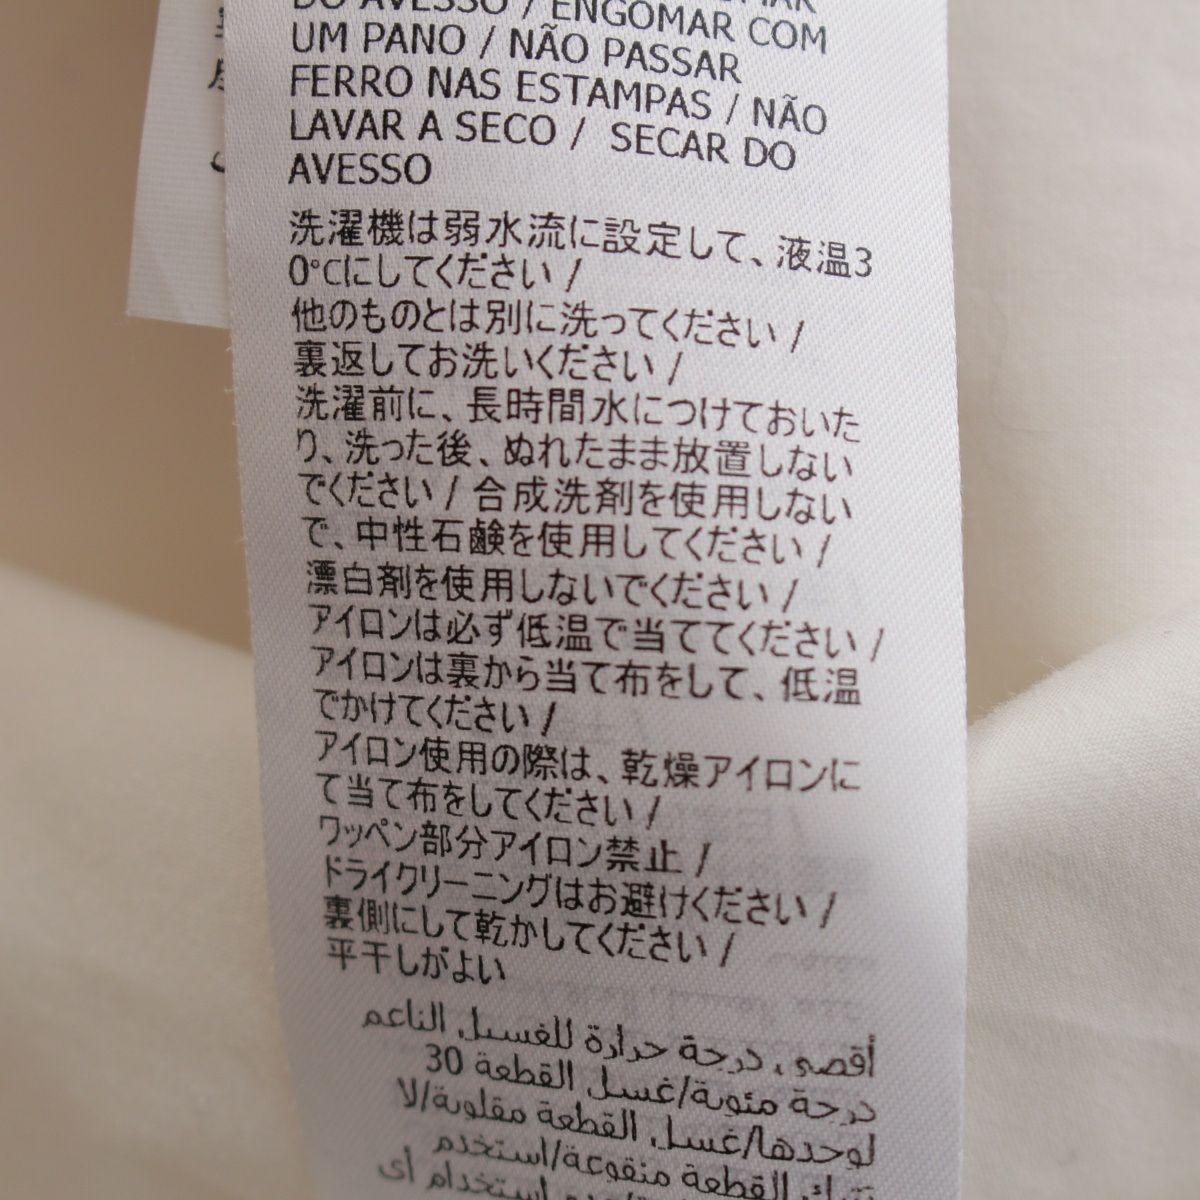 DO AVESSO / ENGOMAR COM
UM PANO / NÃO PASSAR
FERRO NAS ESTAMPAS / NÃO
LAVAR A SECO / SECAR DO
AVESSO
洗濯機は弱水流に設定して、液温3
0°Cにしてください /
他のものとは別に洗ってください /
裏返してお洗いください /
洗濯前に、長時間水につけておいた
り、洗った後、ぬれたまま放置しない
でください / 合成洗剤を使用しない
で、中性石鹸を使用してください /
漂白剤を使用しないでください /
アイロンは必ず低温で当ててください /
アイロンは裏から当て布をして、低温
でかけてください /
アイロン使用の際は、乾燥アイロンに
て当て布をしてください /
ワッペン部分アイロン禁止 /
ドライクリーニングはお避けください /
裏側にして乾かしてください /
平干しがよい
أقصى درجة حرارة للغسيل الناعم
30 درجة مئوية/غسل القطعة
لوحدها/غسل القطعة مقلوبة/لا
القطعة منقوعة/استخدم
استخدام أي